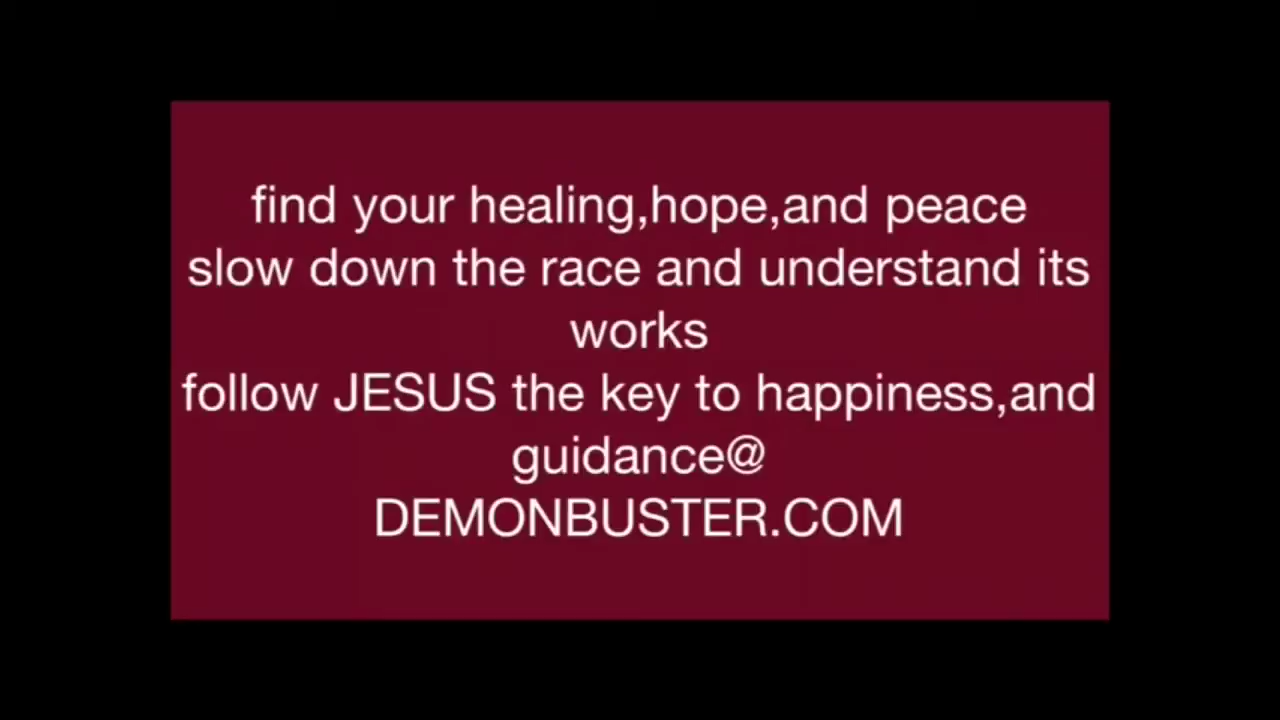 find your healing,hope,and peace
slow down the race and understand its
works
follow JESUS the key to happiness,and
guidance@
DEMONBUSTER.COM